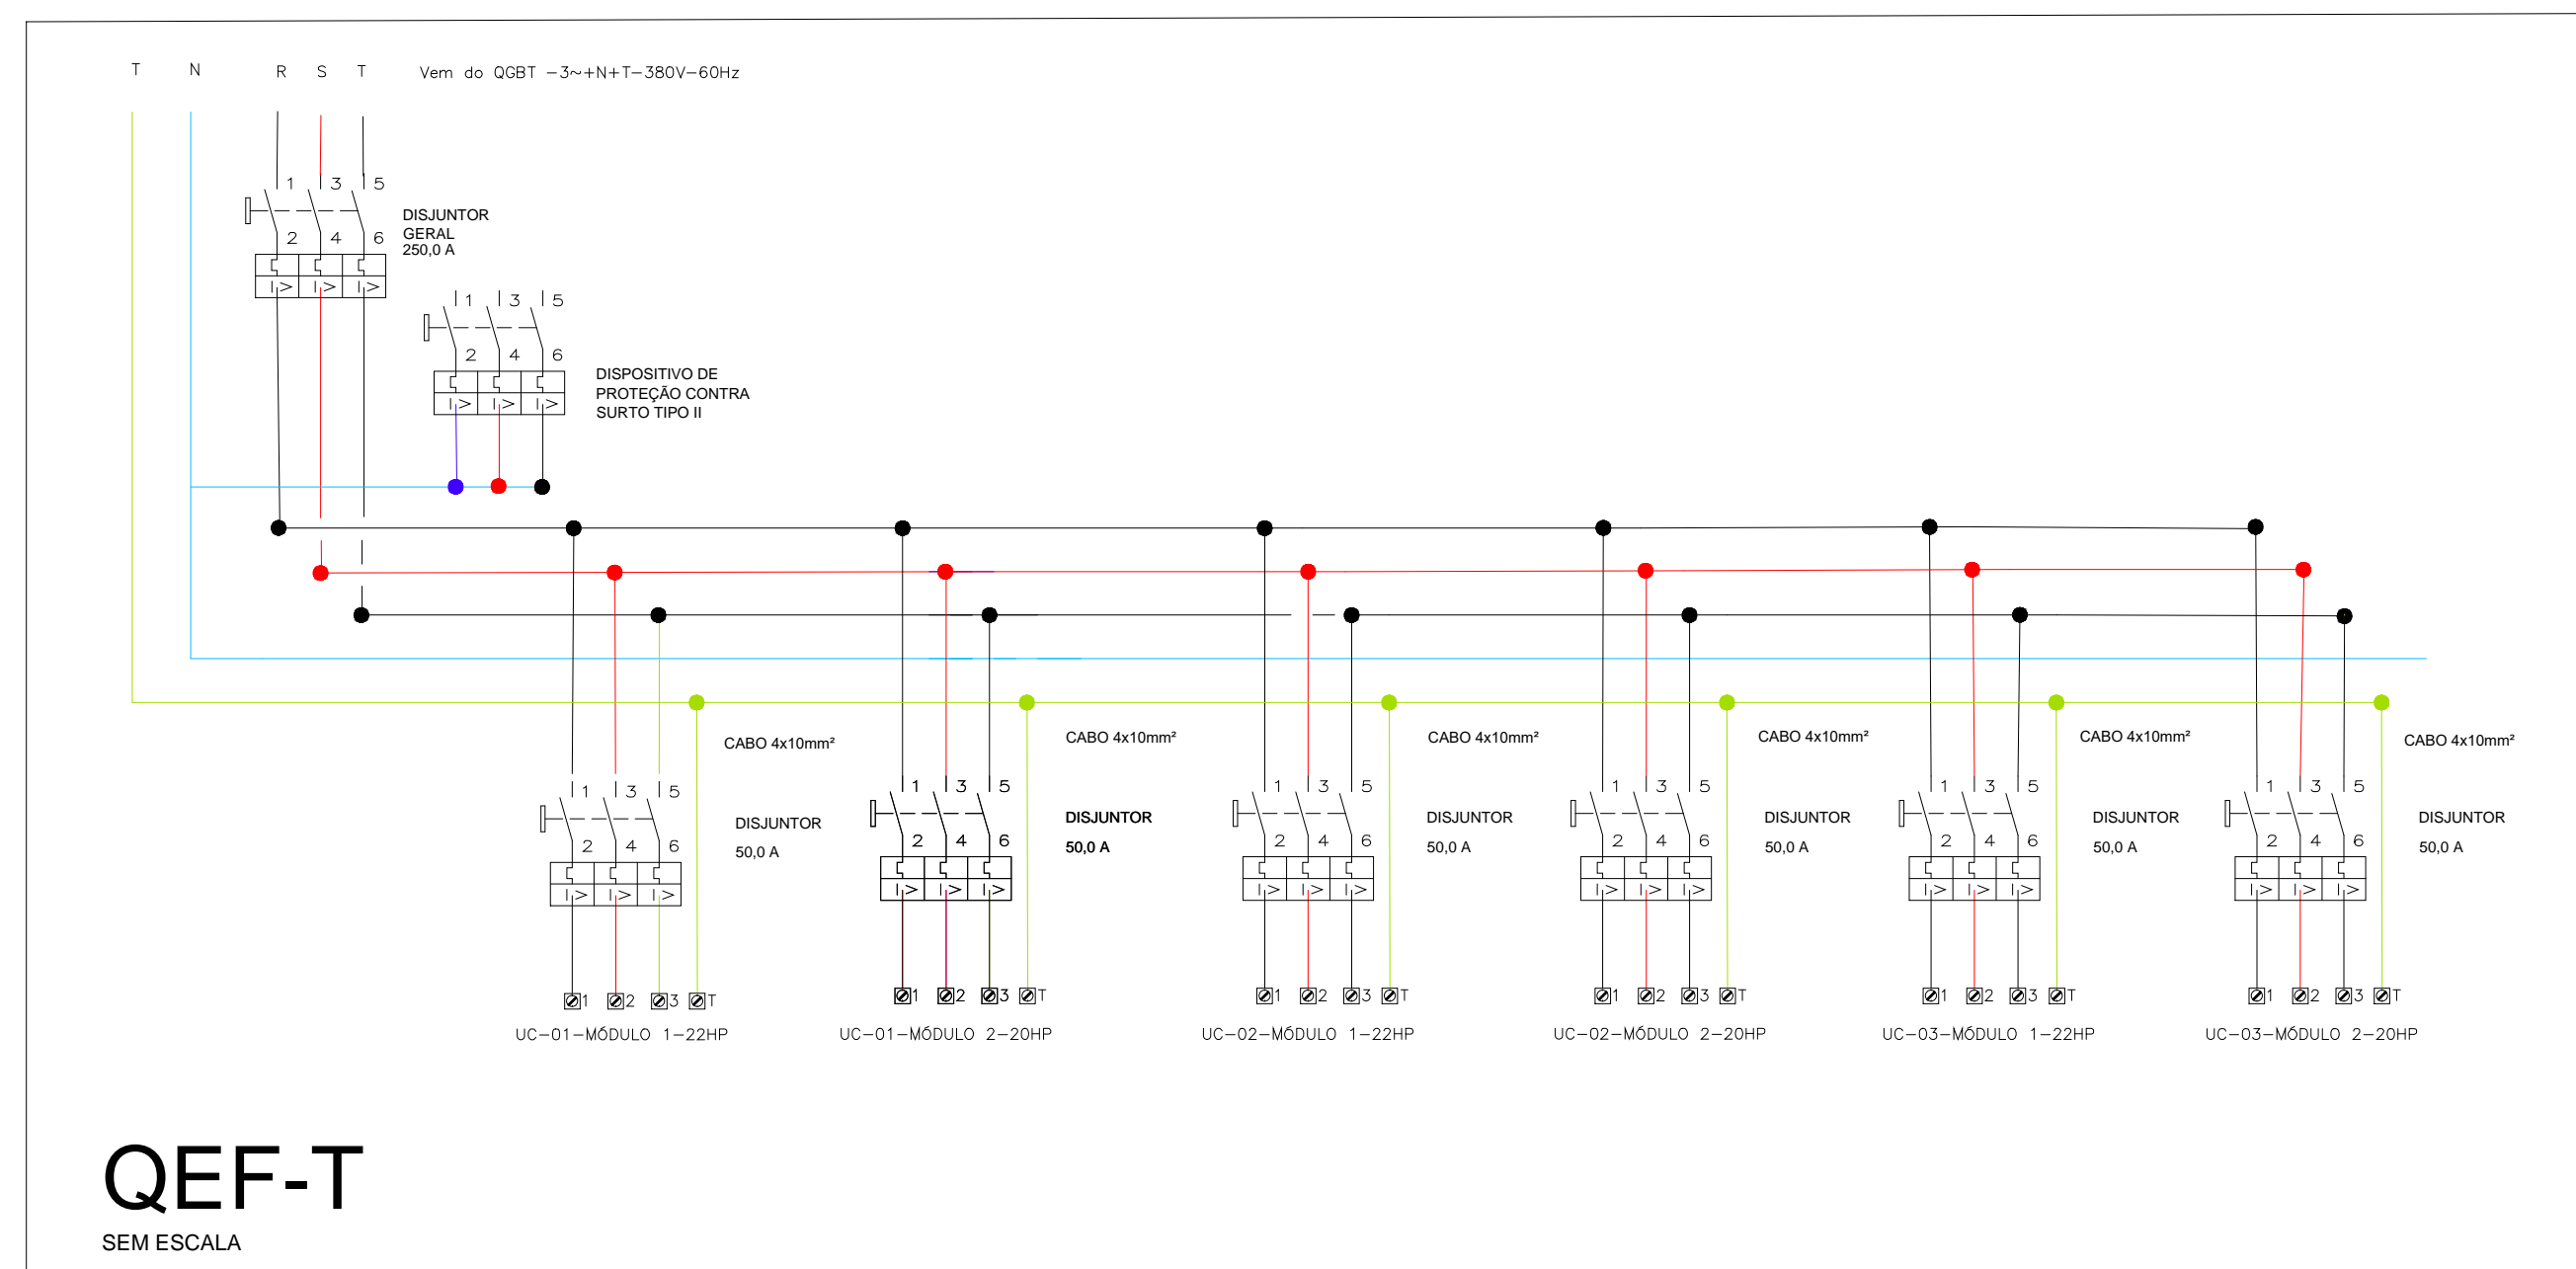 T N R S T Vem do QGBT -3~+N+T-380V-60Hz
1 3 5
DISJUNTOR
GERAL
250,0 A
2 4 6
I> I> I>
1 3 5
2 4 6
I> I> I>
DISPOSITIVO DE
PROTEÇÃO CONTRA
SURTO TIPO II
CABO 4x10mm² CABO 4x10mm² CABO 4x10mm² CABO 4x10mm² CABO 4x10mm² CABO 4x10mm²
1 3 5 1 3 5 1 3 5 1 3 5 1 3 5 1 3 5
DISJUNTOR DISJUNTOR DISJUNTOR DISJUNTOR DISJUNTOR DISJUNTOR
2 4 6 2 4 6 2 4 6 2 4 6 2 4 6 2 4 6
50,0 A 50,0 A 50,0 A 50,0 A 50,0 A 50,0 A
I> I> I> I> I> I> I> I> I> I> I> I> I> I> I> I> I> I>
1 2 3 T 1 2 3 T 1 2 3 T 1 2 3 T 1 2 3 T 1 2 3 T
UC-01-MÓDULO 1-22HP UC-01-MÓDULO 2-20HP UC-02-MÓDULO 1-22HP UC-02-MÓDULO 2-20HP UC-03-MÓDULO 1-22HP UC-03-MÓDULO 2-20HP
QEF-T
SEM ESCALA